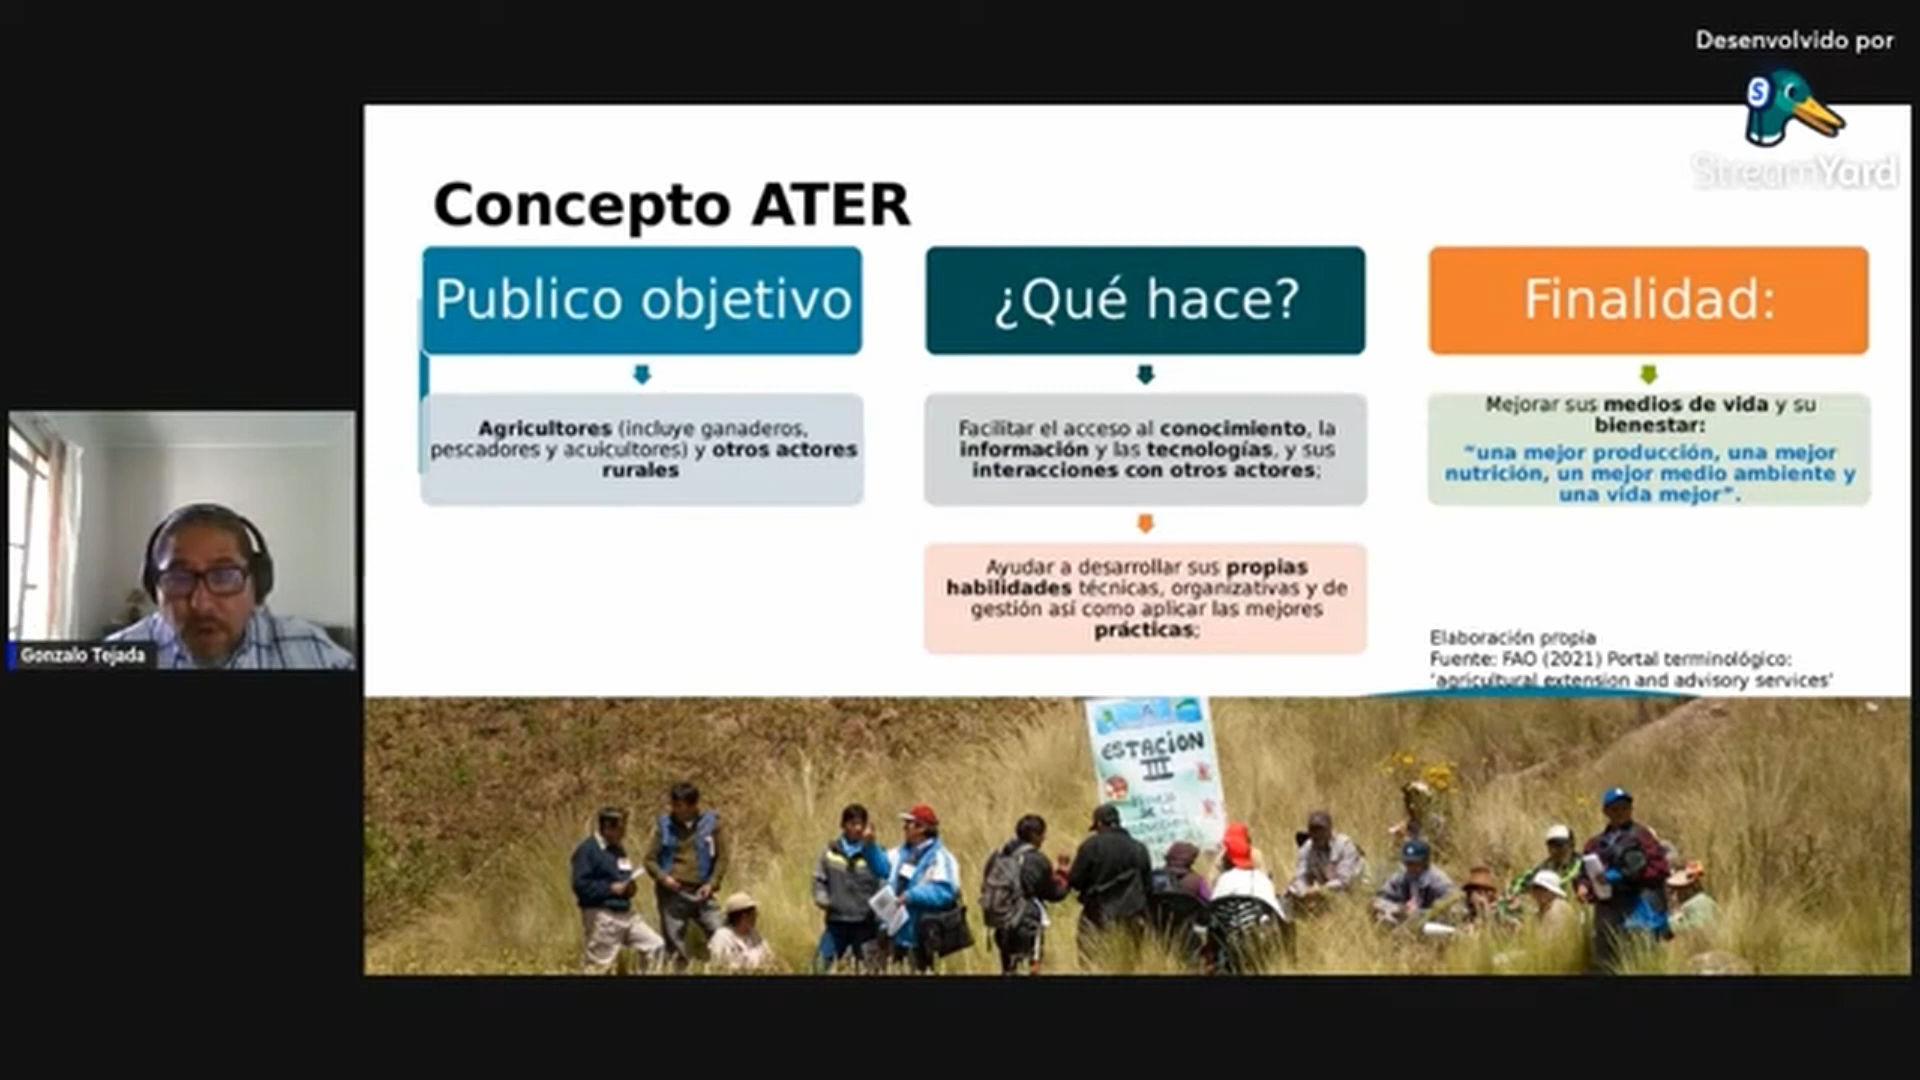 Desenvolvido por
StreamYard
Concepto ATER
Publico objetivo
¿Qué hace?
Finalidad:
Agricultores (incluye ganaderos,
pescadores y acuicultores) y otros actores
rurales
Facilitar el acceso al conocimiento, la
información y las tecnologías, y sus
interacciones con otros actores;
Ayudar a desarrollar sus propias
habilidades técnicas, organizativas y de
gestión así como aplicar las mejores
prácticas;
Mejorar sus medios de vida y su
bienestar:
"una mejor producción, una mejor
nutrición, un mejor medio ambiente y
una vida mejor".
Elaboración propia
Fuente: FAO (2021) Portal terminológico:
'agricultural extension and advisory services'
Gonzalo Tejada
ESTACION
III
DE LA